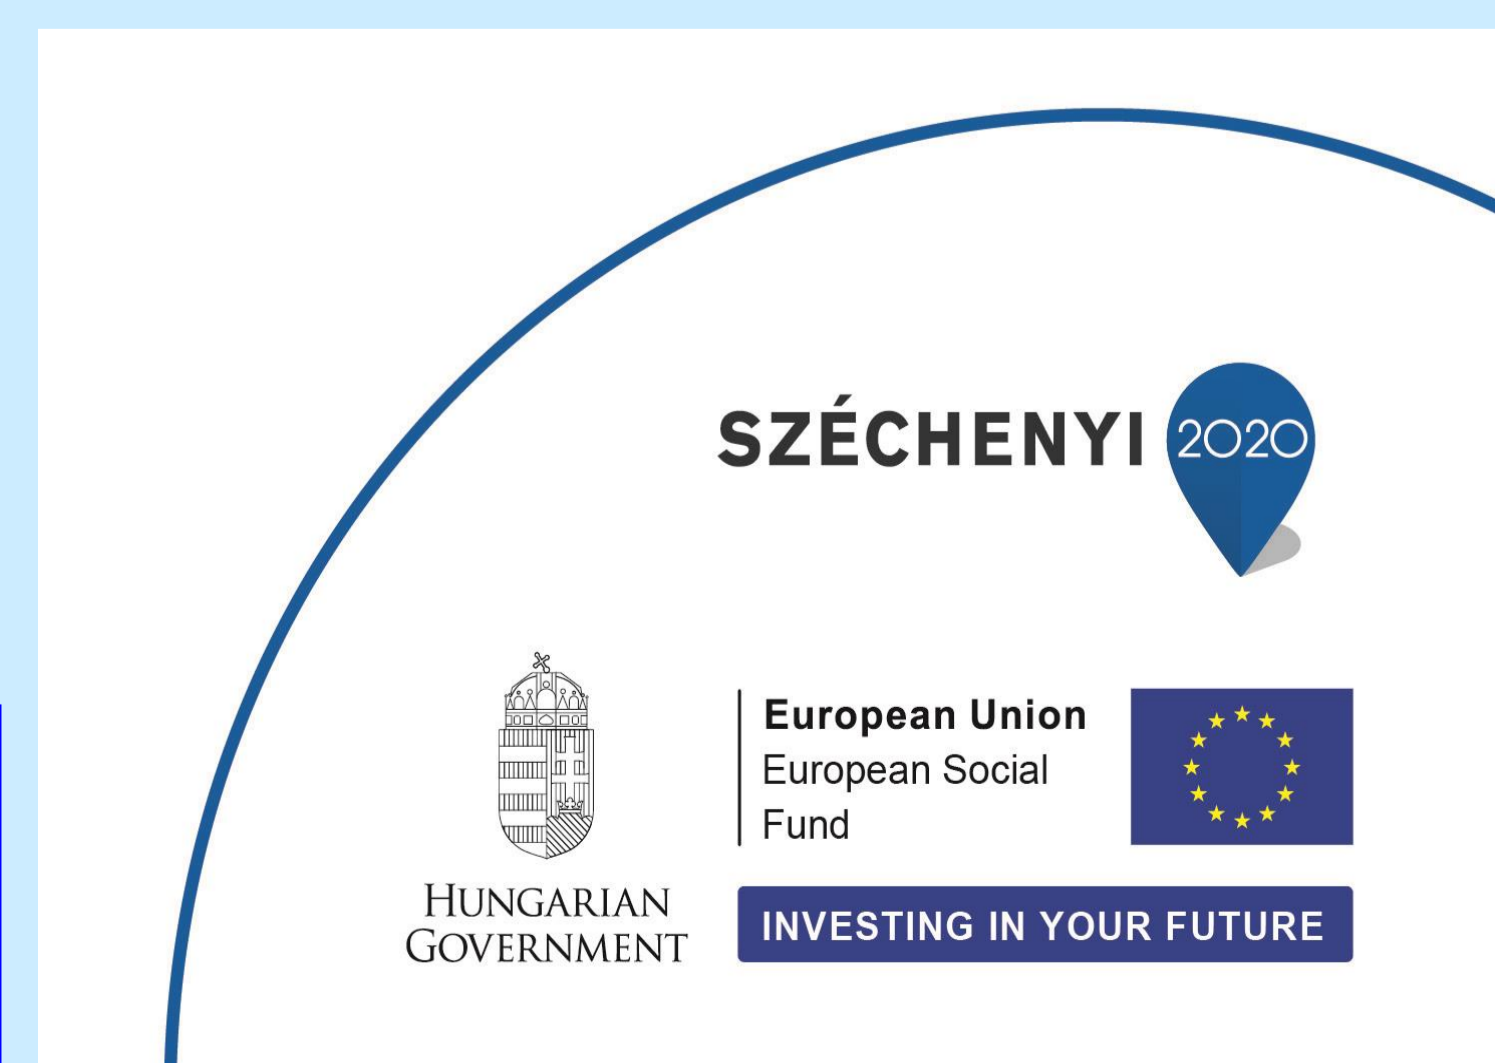 SZÉCHENYI 2020
European Union
European Social
Fund
HUNGARIAN
GOVERNMENT
INVESTING IN YOUR FUTURE